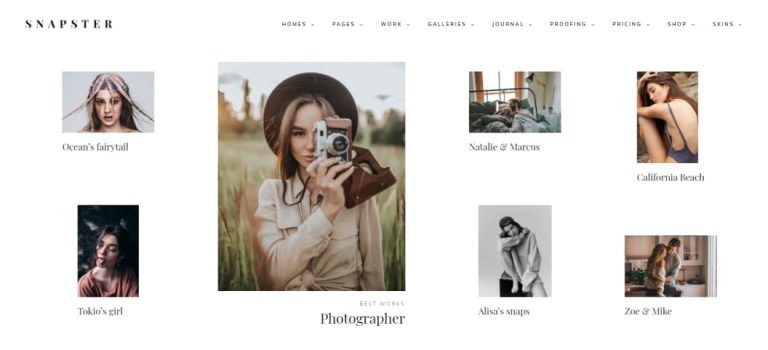 SNAPSTER
HOMES PAGES WORK GALLERIES JOURNAL PROOFING PRICING SHOP SKINS
Ocean's fairytail
Natalie & Marcus
California Beach
Tokio's girl
BEST WORKS
Photographer
Alisa's snaps
Zoe & Mike